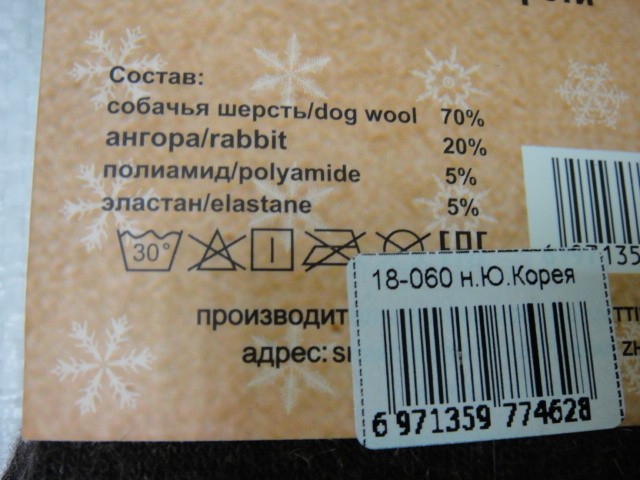 Состав:
собачья шерсть/dog wool 70%
ангора/rabbit 20%
полиамид/polyamide 5%
эластан/elastane 5%
30°
18-060 н.Ю.Корея
6 971359 774628
адрес: